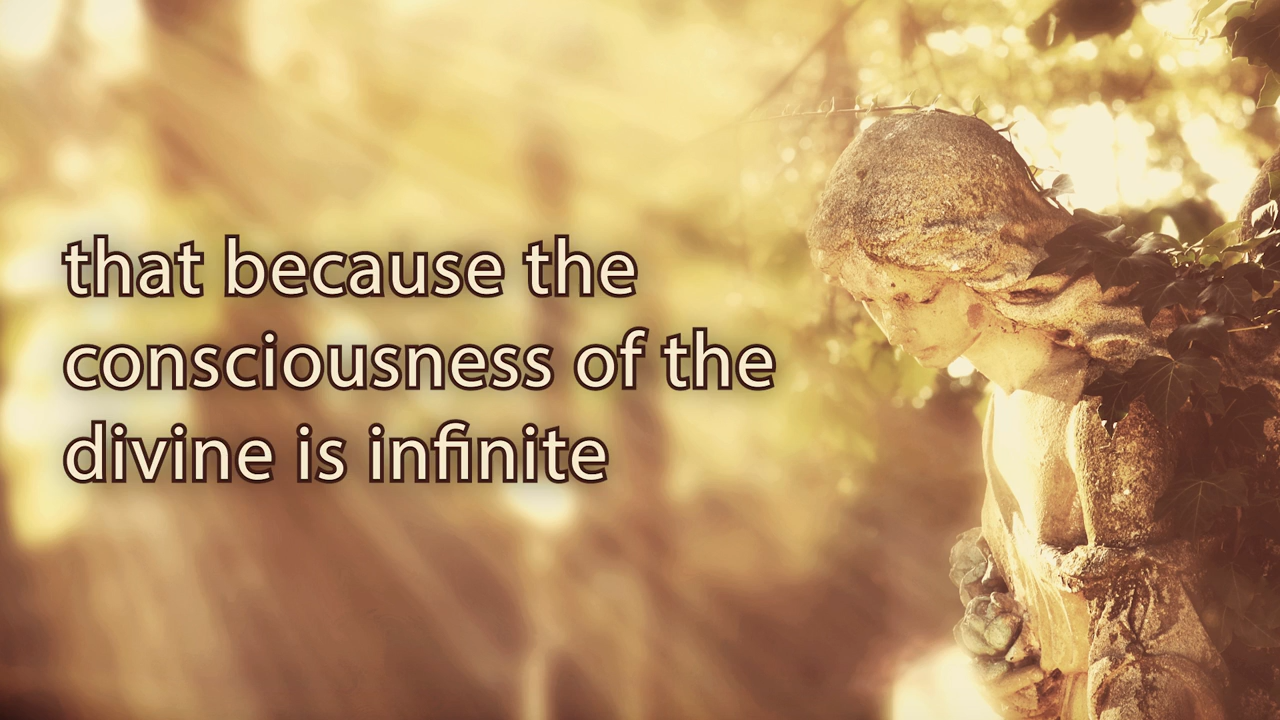 that because the
consciousness of the
divine is infinite